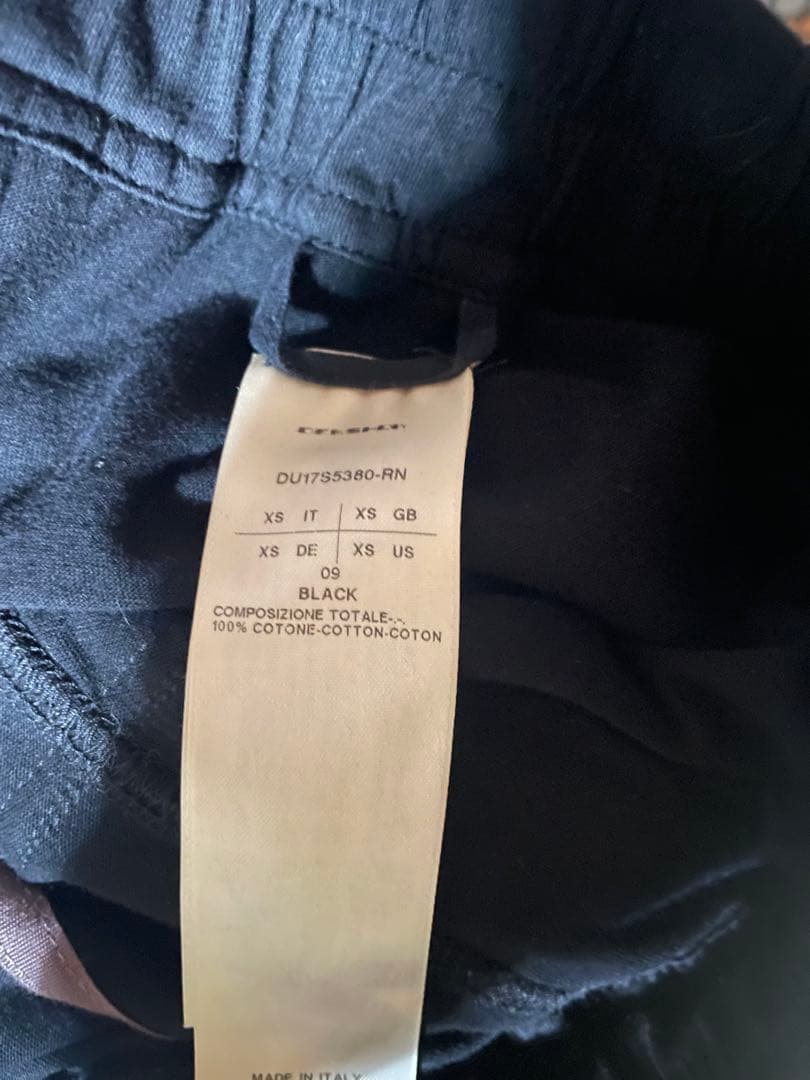 DRKSHDW
DU17S5380-RN
XS IT XS GB
XS DE XS US
09
BLACK
COMPOSIZIONE TOTALE-.-.
100% COTONE-COTTON-COTON
MADE IN ITALY